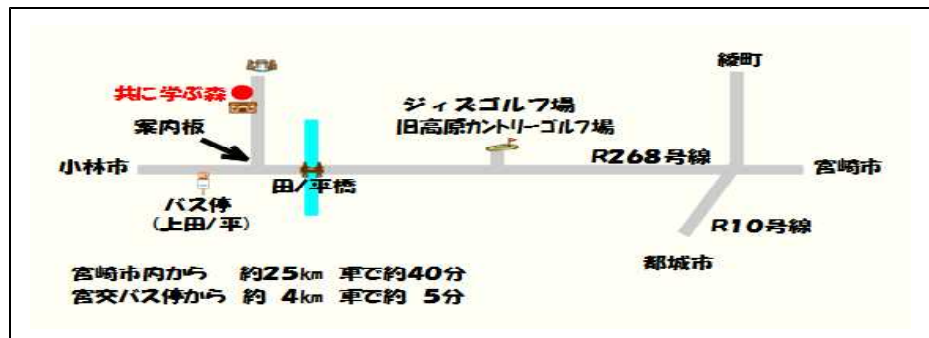 綾町
共に学ぶ森
ジィズゴルフ場
案内板
旧高原カントリーゴルフ場
小林市
R268号線
宮崎市
田ノ平橋
バス停
(上田ノ平)
R10号線
都城市
宮崎市内から 約25km 車で約40分
宮交バス停から 約 4km 車で約 5分